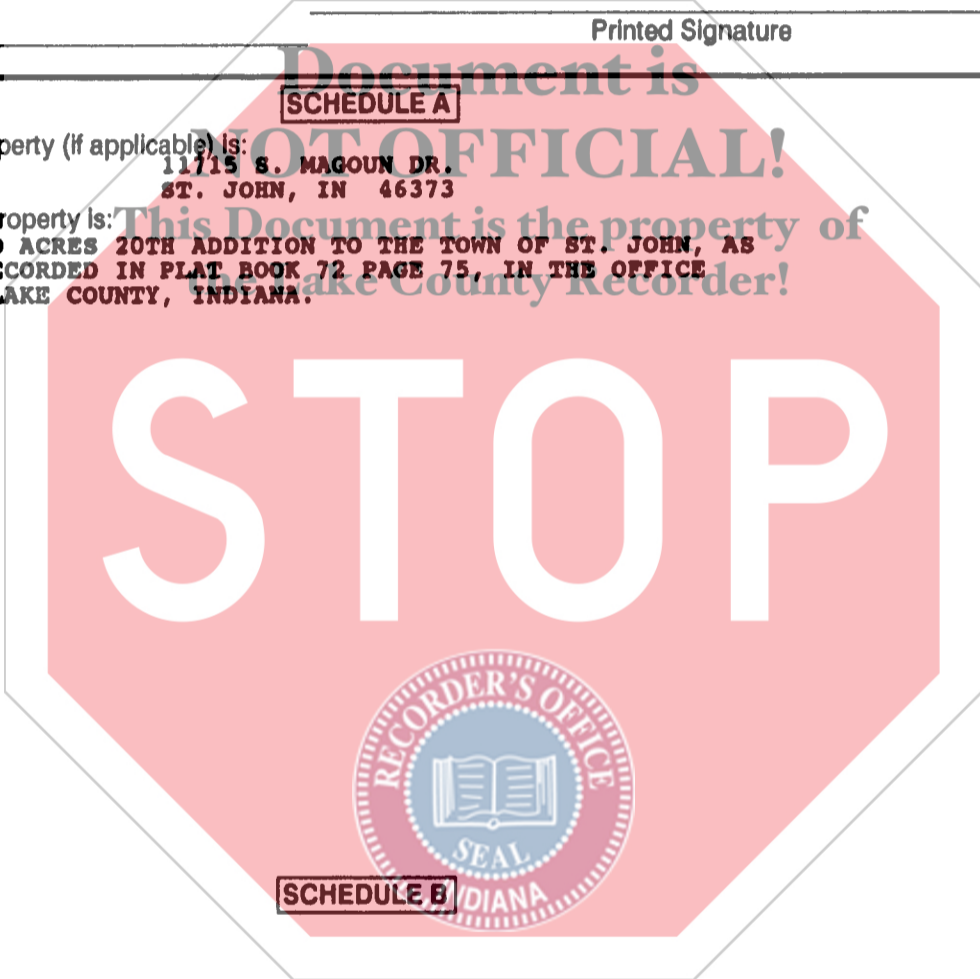 Printed Signature
Document is
SCHEDULE A
NOT OFFICIAL!
perty (if applicable) is:
11715 S. MAGOUN DR.
ST. JOHN, IN 46373
This Document is the property of
roperty is:
ACRES 20TH ADDITION TO THE TOWN OF ST. JOHN, AS
CORDED IN PLAT BOOK 72 PAGE 75, IN THE OFFICE
the Lake County Recorder!
AKE COUNTY, INDIANA.
STOP
RECORDER'S OFFICE
SEAL
INDIANA
SCHEDULE B